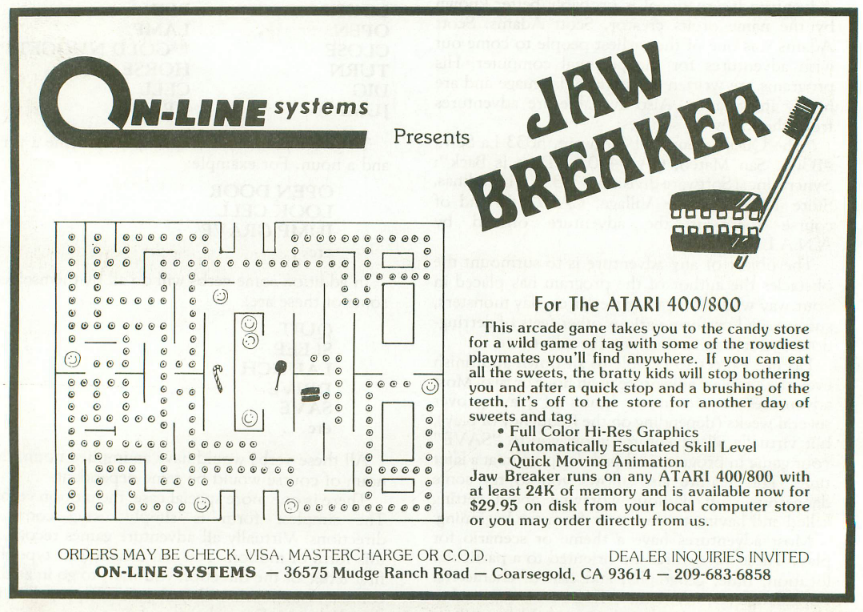 ON-LINE systems
Presents
JAW
BREAKER
For The ATARI 400/800
This arcade game takes you to the candy store
for a wild game of tag with some of the rowdiest
playmates you'll find anywhere. If you can eat
all the sweets, the bratty kids will stop bothering
you and after a quick stop and a brushing of the
teeth, it's off to the store for another day of
sweets and tag.
• Full Color Hi-Res Graphics
• Automatically Esculated Skill Level
• Quick Moving Animation
Jaw Breaker runs on any ATARI 400/800 with
at least 24K of memory and is available now for
$29.95 on disk from your local computer store
or you may order directly from us.
ORDERS MAY BE CHECK, VISA, MASTERCHARGE OR C.O.D.
DEALER INQUIRIES INVITED
ON-LINE SYSTEMS — 36575 Mudge Ranch Road — Coarsegold, CA 93614 — 209-683-6858